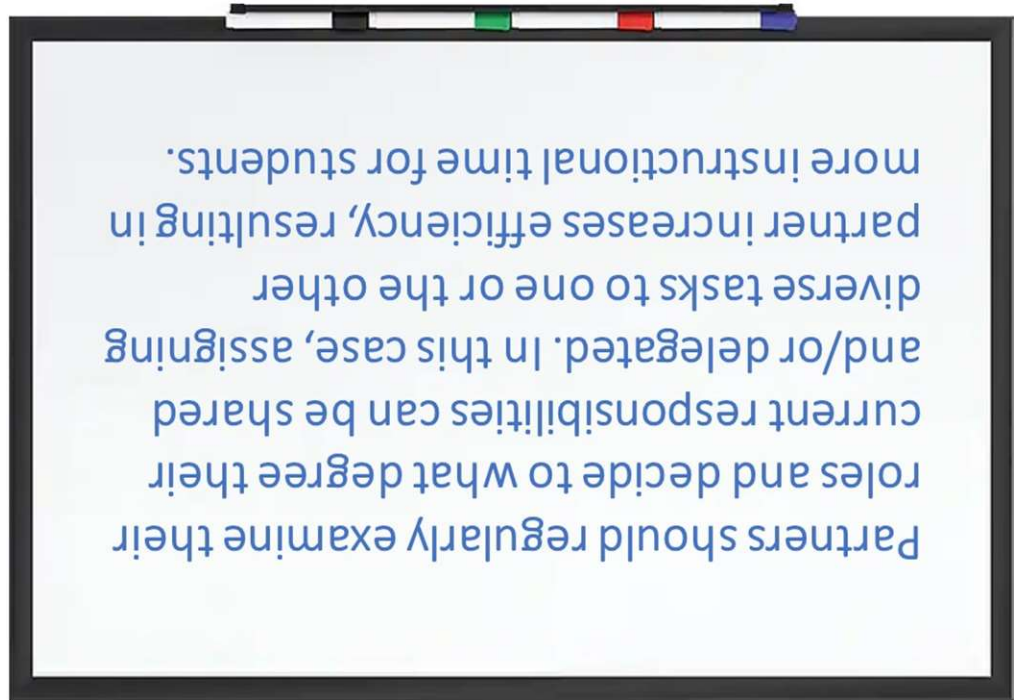 Partners should regularly examine their
roles and decide to what degree their
current responsibilities can be shared
and/or delegated. In this case, assigning
diverse tasks to one or the other
partner increases efficiency, resulting in
more instructional time for students.